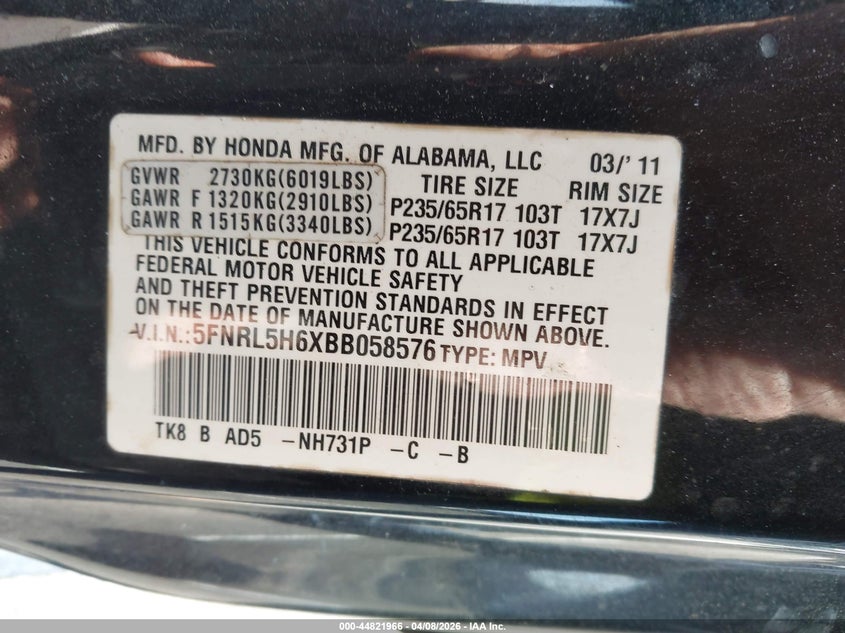 MFD. BY HONDA MFG. OF ALABAMA, LLC 03/'11
GVWR 2730KG(6019LBS) TIRE SIZE RIM SIZE
GAWR F 1320KG(2910LBS) P235/65R17 103T 17X7J
GAWR R 1515KG(3340LBS) P235/65R17 103T 17X7J
THIS VEHICLE CONFORMS TO ALL APPLICABLE
FEDERAL MOTOR VEHICLE SAFETY
AND THEFT PREVENTION STANDARDS IN EFFECT
ON THE DATE OF MANUFACTURE SHOWN ABOVE.
V.I.N.:5FNRL5H6XBB058576 TYPE: MPV
TK8 B AD5 -NH731P -C -B
000-44821966 - 04/08/2026 - IAA Inc.